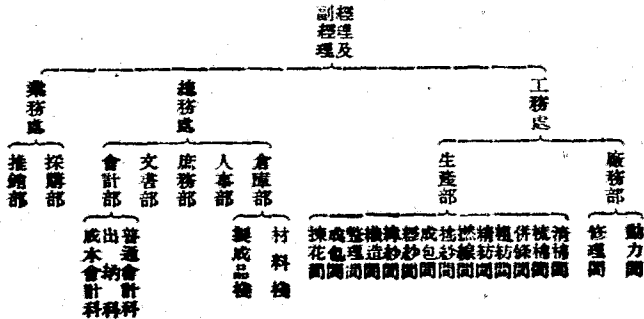 經理及
副經理
工務處
總務處
業務處
廠務部
生產部
倉庫部
人事部
庶務部
文書部
會計部
採購部
推銷部
動力間
修理間
清棉間
梳棉間
併條間
粗紡間
精紡間
撚線間
搖紗間
成包間
經紗間
織造間
整理間
成包間
揀花間
材料棧
製成品棧
普通會計科
出納科
成本會計科